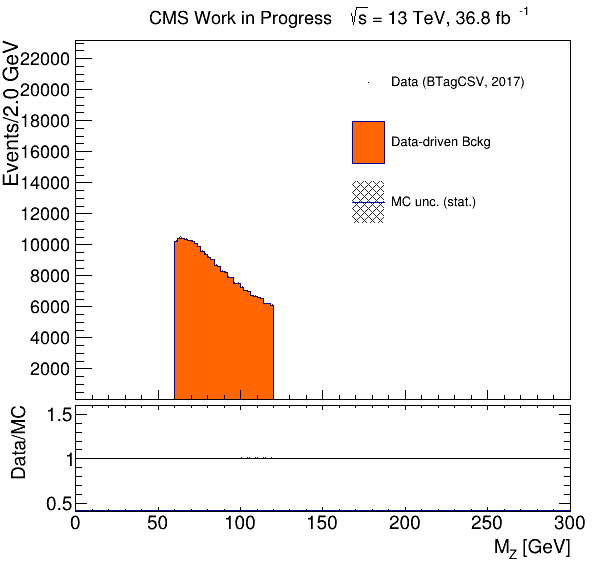 CMS Work in Progress √s = 13 TeV, 36.8 fb -1
Events/2.0 GeV
22000
20000
18000
16000
14000
12000
10000
8000
6000
4000
2000
Data (BTagCSV, 2017)
Data-driven Bckg
MC unc. (stat.)
Data/MC
1.5
1
0.5
0 50 100 150 200 250 300
MZ [GeV]